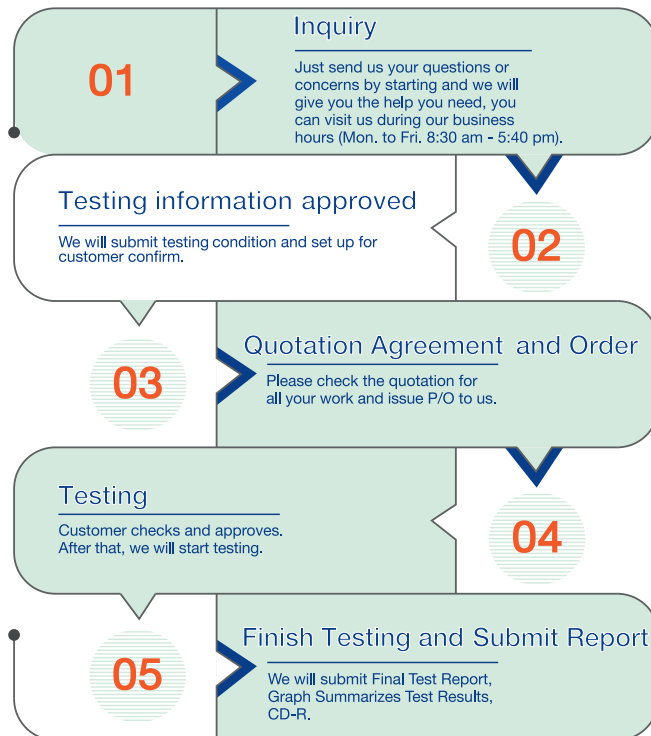 01
Inquiry
Just send us your questions or
concerns by starting and we will
give you the help you need, you
can visit us during our business
hours (Mon. to Fri. 8:30 am - 5:40 pm).
Testing information approved
We will submit testing condition and set up for
customer confirm.
02
03
Quotation Agreement and Order
Please check the quotation for
all your work and issue P/O to us.
Testing
Customer checks and approves.
After that, we will start testing.
04
05
Finish Testing and Submit Report
We will submit Final Test Report,
Graph Summarizes Test Results,
CD-R.